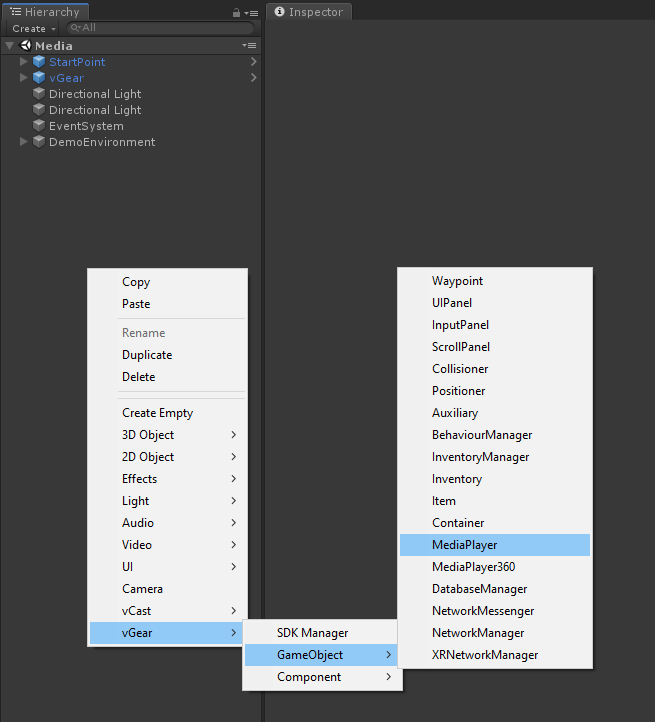 Hierarchy
Create
All
Media
StartPoint
vGear
Directional Light
Directional Light
EventSystem
DemoEnvironment
Inspector
Copy
Paste
Rename
Duplicate
Delete
Create Empty
3D Object
2D Object
Effects
Light
Audio
Video
UI
Camera
vCast
vGear
SDK Manager
GameObject
Component
Waypoint
UIPanel
InputPanel
ScrollPanel
Collisioner
Positioner
Auxiliary
BehaviourManager
InventoryManager
Inventory
Item
Container
MediaPlayer
MediaPlayer360
DatabaseManager
NetworkMessenger
NetworkManager
XRNetworkManager